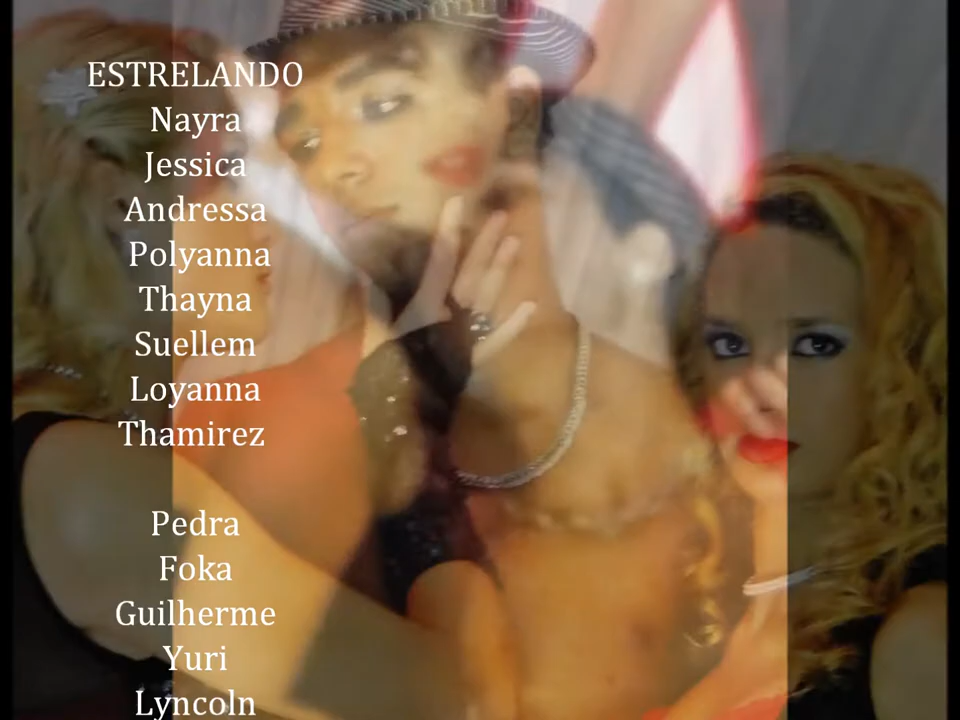 ESTRELANDO
Nayra
Jessica
Andressa
Polyanna
Thayna
Suellem
Loyanna
Thamirez
Pedra
Foka
Guilherme
Yuri
Lyncoln